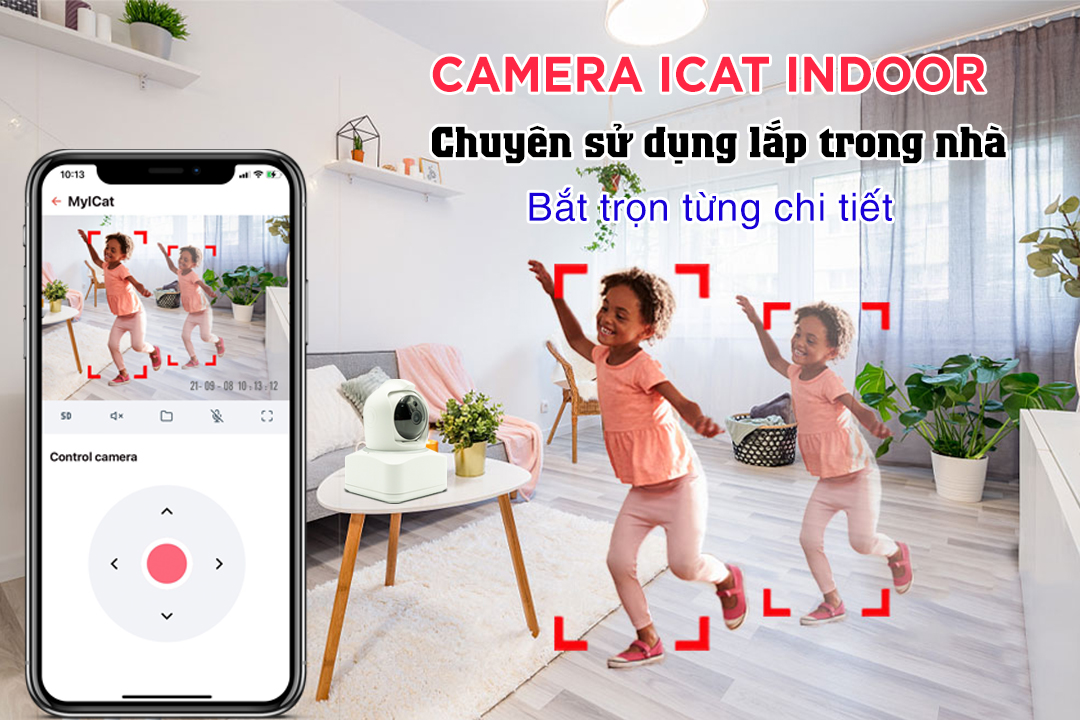 CAMERA ICAT INDOOR
Chuyên sử dụng lắp trong nhà
Bắt trọn từng chi tiết
10:13
MyICat
21-09-08 10:13:12
SD
Control camera